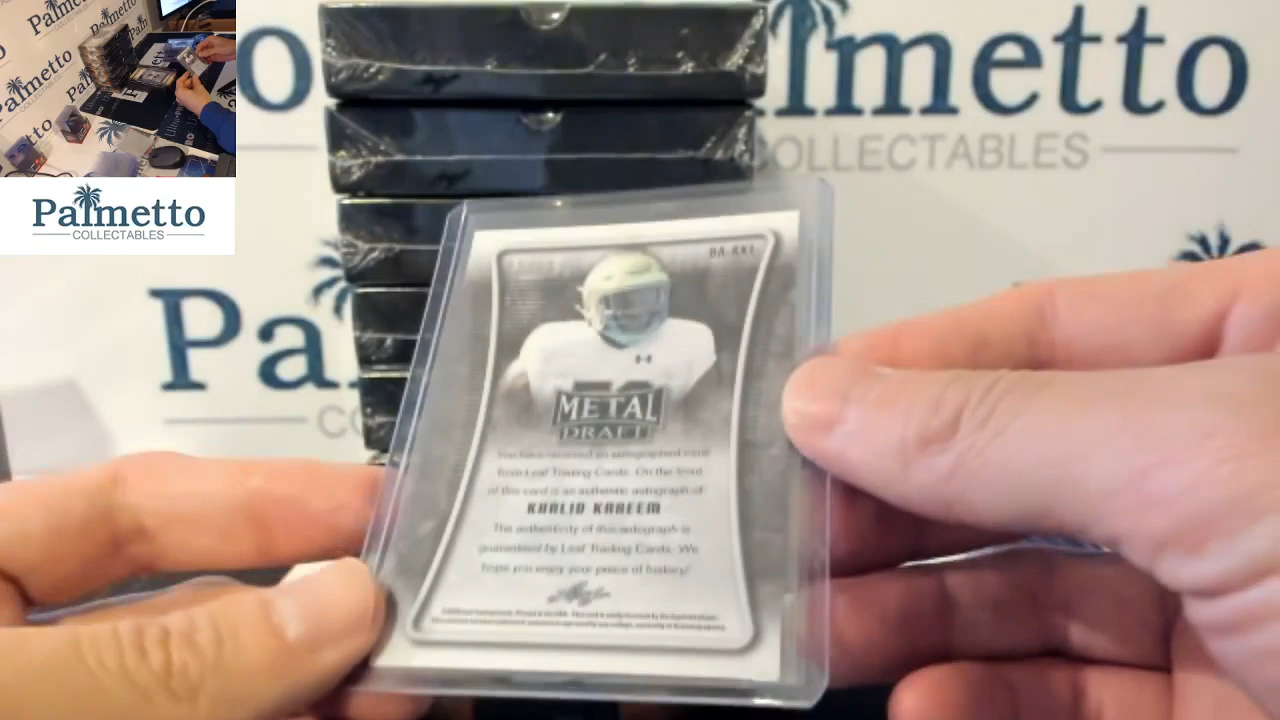 Palmetto
COLLECTABLES
Palmetto
COLLECTABLES
Pa
BA-KK1
METAL
DRAFT
You have received an autographed card
from Leaf Trading Cards. On the front
of this card is an authentic autograph of:
KHALID KAREEM
The authenticity of this autograph is
guaranteed by Leaf Trading Cards. We
hope you enjoy your piece of history!
Leaf